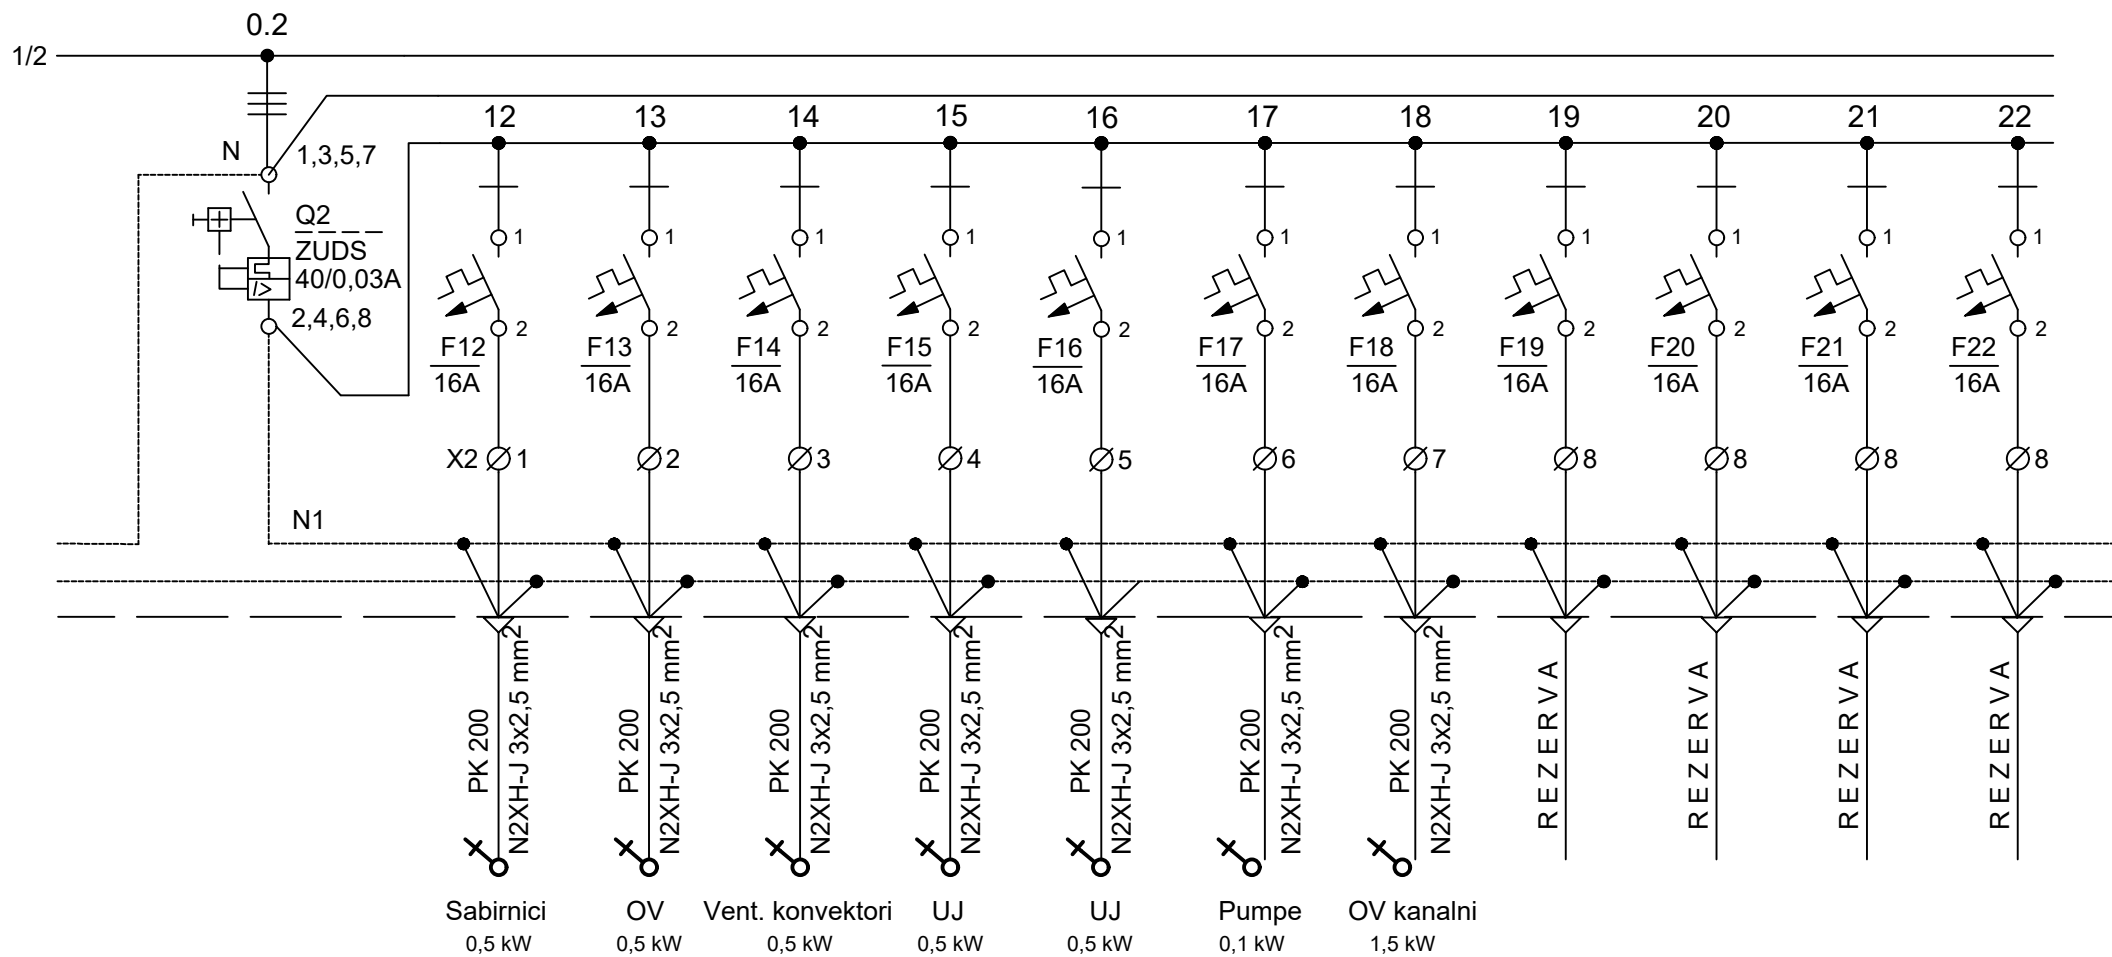 0.2
1/2
12 13 14 15 16 17 18 19 20 21 22
N 1,3,5,7
Q2
ZUDS
40/0,03A
2,4,6,8
1 1 1 1 1 1 1 1 1 1 1
I>
2 2 2 2 2 2 2 2 2 2 2
F12 F13 F14 F15 F16 F17 F18 F19 F20 F21 F22
16A 16A 16A 16A 16A 16A 16A 16A 16A 16A 16A
X2 1 2 3 4 5 6 7 8 8 8 8
N1
PK 200
N2XH-J 3x2,5 mm²
PK 200
N2XH-J 3x2,5 mm²
PK 200
N2XH-J 3x2,5 mm²
PK 200
N2XH-J 3x2,5 mm²
PK 200
N2XH-J 3x2,5 mm²
PK 200
N2XH-J 3x2,5 mm²
PK 200
N2XH-J 3x2,5 mm²
R E Z E R V A
R E Z E R V A
R E Z E R V A
R E Z E R V A
Sabirnici OV Vent. konvektori UJ UJ Pumpe OV kanalni
0,5 kW 0,5 kW 0,5 kW 0,5 kW 0,5 kW 0,1 kW 1,5 kW